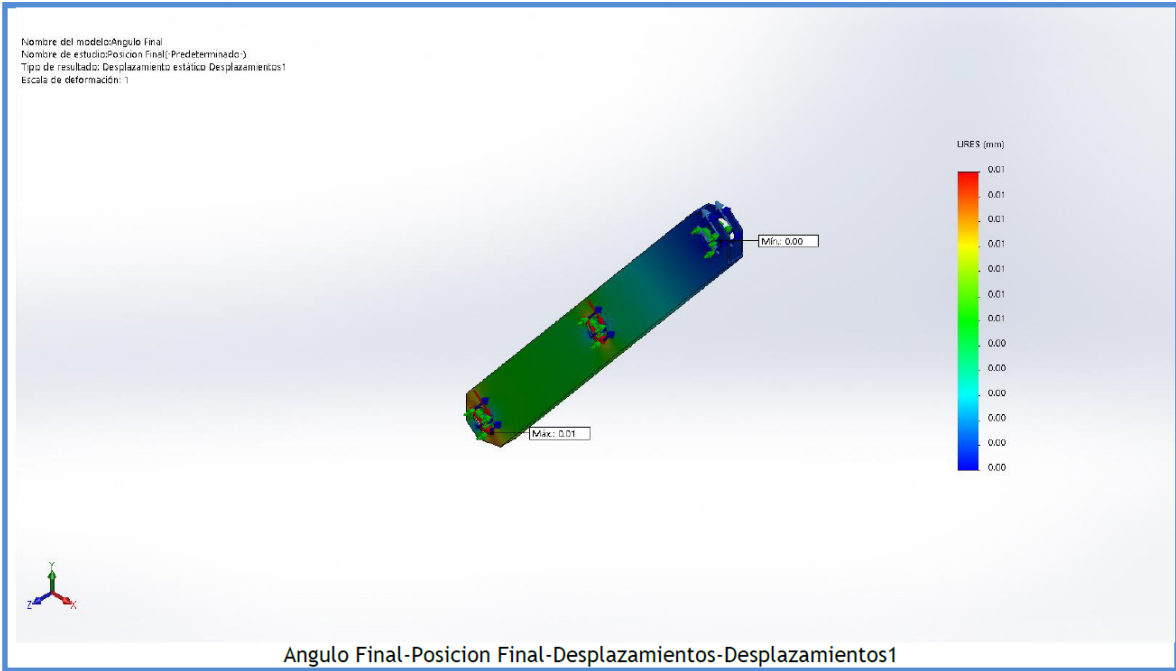 Nombre del modelo:Angulo Final
Nombre de estudio:Posicion Final(-Predeterminado-)
Tipo de resultado: Desplazamiento estático Desplazamientos1
Escala de deformación: 1
URES (mm)
0.01
0.01
0.01
0.01
0.01
0.01
0.01
0.00
0.00
0.00
0.00
0.00
0.00
Mín.: 0.00
Máx.: 0.01
Y
Z
X
Angulo Final-Posicion Final-Desplazamientos-Desplazamientos1